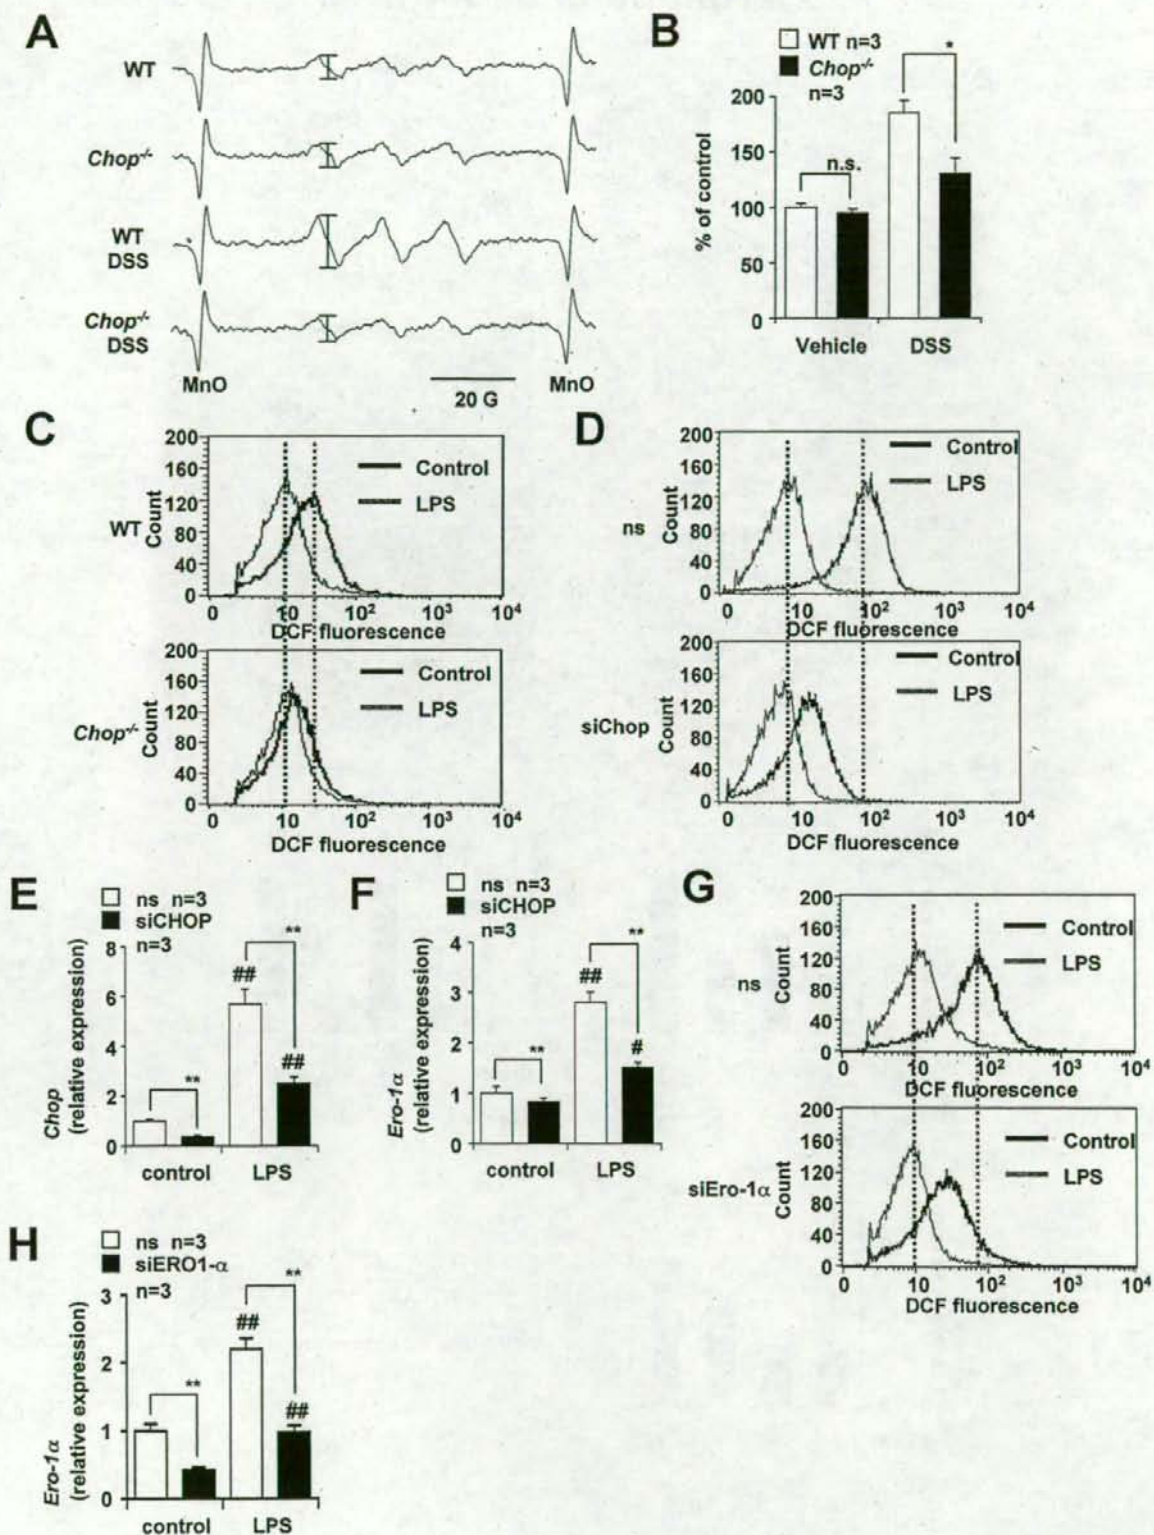 A
WT
Chop-/-
WT
DSS
Chop-/-
DSS
MnO
MnO
20 G
B
WT n=3
Chop-/-
n=3
% of control
200
150
100
50
0
n.s.
*
Vehicle
DSS
C
WT
Count
200
160
120
80
40
0
Control
LPS
0 10 10² 10³ 10⁴
DCF fluorescence
Chop-/-
Count
200
160
120
80
40
0
Control
LPS
0 10 10² 10³ 10⁴
DCF fluorescence
D
ns
Count
200
160
120
80
40
0
Control
LPS
0 10 10² 10³ 10⁴
DCF fluorescence
siChop
Count
200
160
120
80
40
0
Control
LPS
0 10 10² 10³ 10⁴
DCF fluorescence
E
ns n=3
siCHOP
n=3
Chop
(relative expression)
8
6
4
2
0
**
##
**
##
control
LPS
F
ns n=3
siCHOP
n=3
Ero-1α
(relative expression)
4
3
2
1
0
**
##
**
#
control
LPS
G
ns
Count
200
160
120
80
40
0
Control
LPS
0 10 10² 10³ 10⁴
DCF fluorescence
siEro-1α
Count
200
160
120
80
40
0
Control
LPS
0 10 10² 10³ 10⁴
DCF fluorescence
H
ns n=3
siERO1-α
n=3
Ero-1α
(relative expression)
3
2
1
0
**
##
**
##
control
LPS